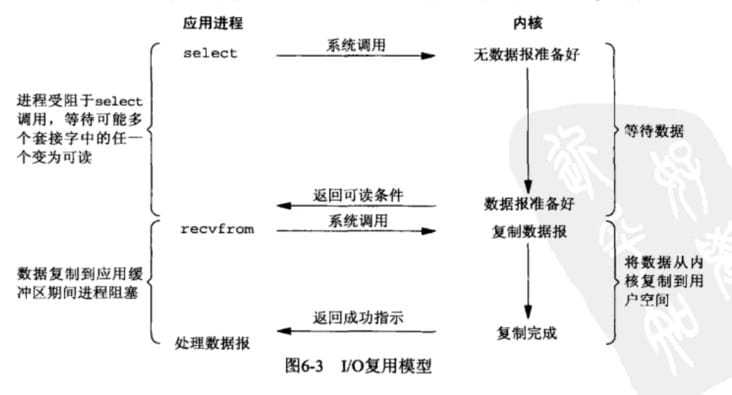 应用进程 内核
select 系统调用 无数据报准备好
进程受阻于select
调用，等待可能多
个套接字中的任一
个变为可读
等待数据
返回可读条件 数据报准备好
recvfrom 系统调用 复制数据报
数据复制到应用缓
冲区期间进程阻塞
将数据从内
核复制到用
户空间
返回成功指示 复制完成
处理数据报
图6-3 I/O复用模型